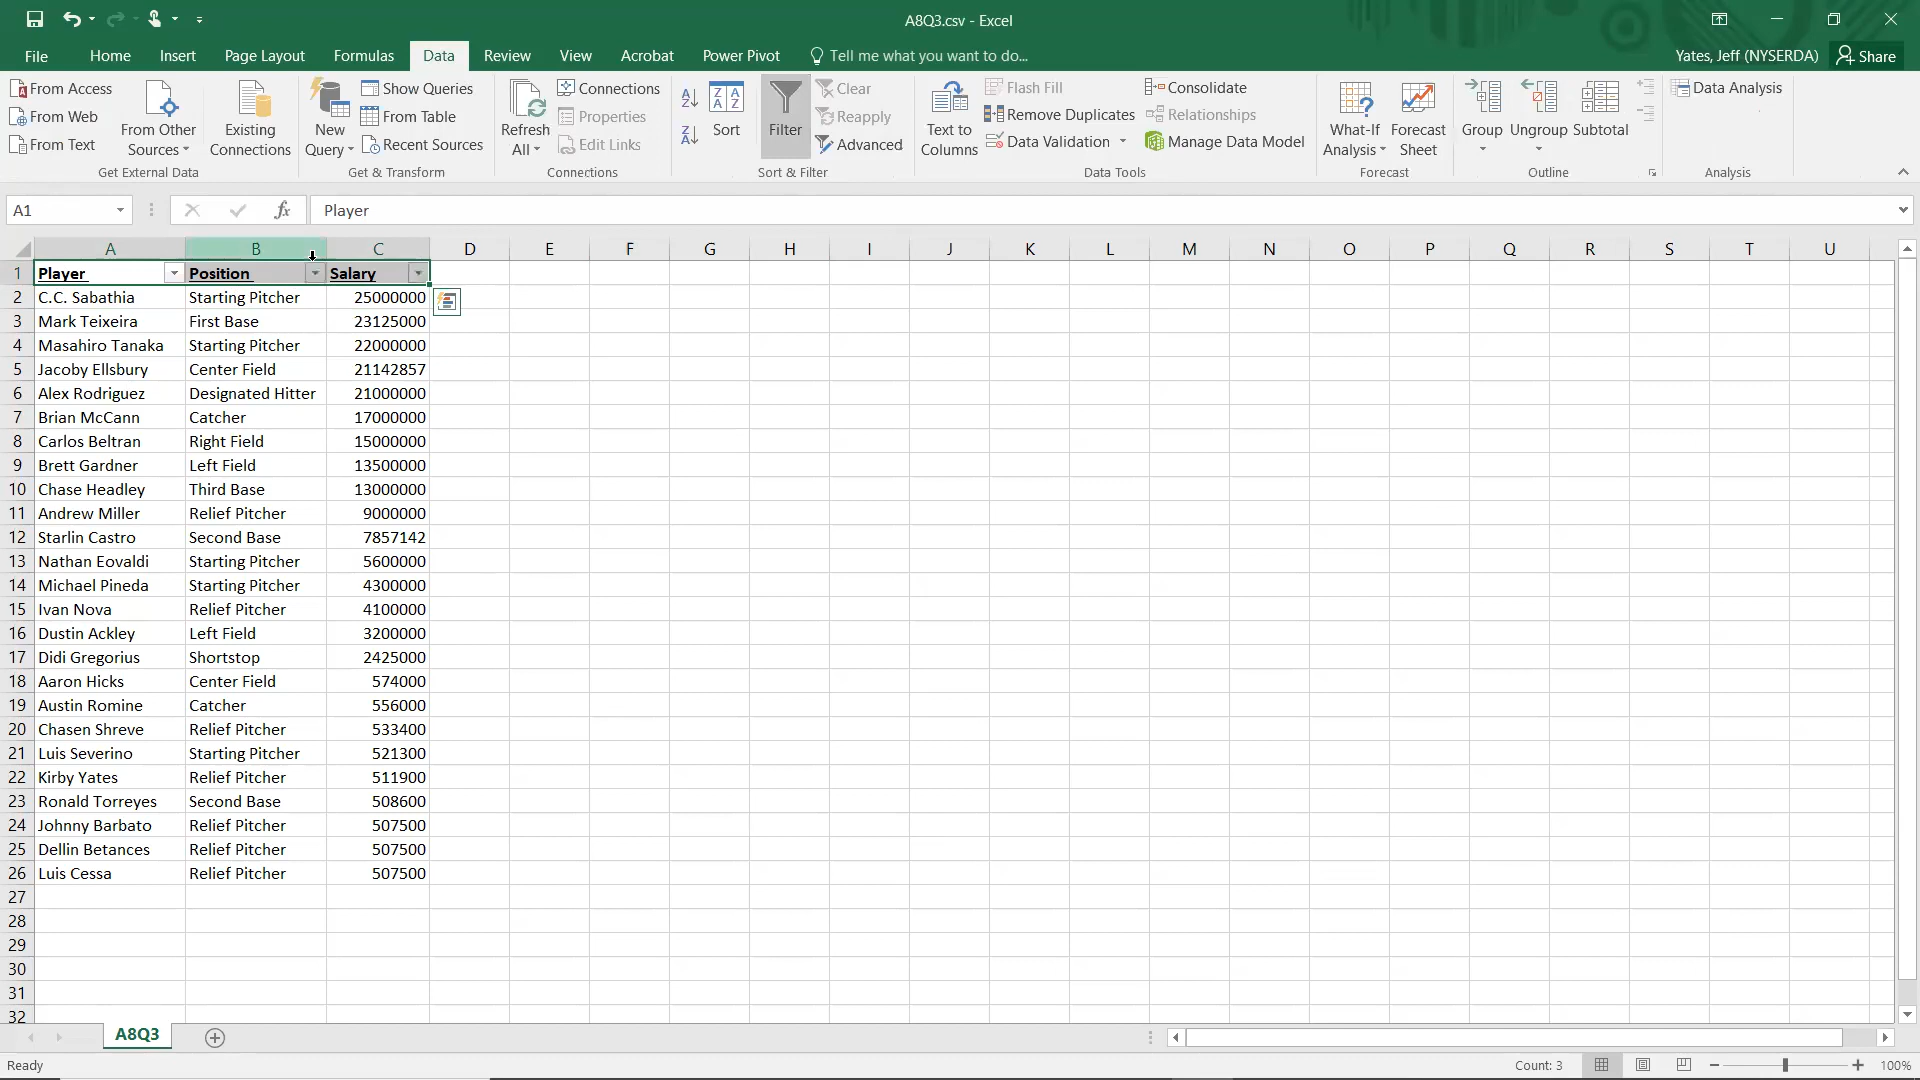 A8Q3.csv - Excel
File Home Insert Page Layout Formulas Data Review View Acrobat Power Pivot Tell me what you want to do... Yates, Jeff (NYSERDA) Share
From Access
From Web
From Text
From Other Sources
Existing Connections
Get External Data
New Query
Show Queries
From Table
Recent Sources
Get & Transform
Refresh All
Connections
Properties
Edit Links
Connections
Sort
Filter
Clear
Reapply
Advanced
Sort & Filter
Text to Columns
Flash Fill
Remove Duplicates
Data Validation
Consolidate
Relationships
Manage Data Model
Data Tools
What-If Analysis
Forecast Sheet
Forecast
Group
Ungroup
Subtotal
Outline
Data Analysis
Analysis
A1 fx Player
A B C D E F G H I J K L M N O P Q R S T U
1 Player Position Salary
2 C.C. Sabathia Starting Pitcher 25000000
3 Mark Teixeira First Base 23125000
4 Masahiro Tanaka Starting Pitcher 22000000
5 Jacoby Ellsbury Center Field 21142857
6 Alex Rodriguez Designated Hitter 21000000
7 Brian McCann Catcher 17000000
8 Carlos Beltran Right Field 15000000
9 Brett Gardner Left Field 13500000
10 Chase Headley Third Base 13000000
11 Andrew Miller Relief Pitcher 9000000
12 Starlin Castro Second Base 7857142
13 Nathan Eovaldi Starting Pitcher 5600000
14 Michael Pineda Starting Pitcher 4300000
15 Ivan Nova Relief Pitcher 4100000
16 Dustin Ackley Left Field 3200000
17 Didi Gregorius Shortstop 2425000
18 Aaron Hicks Center Field 574000
19 Austin Romine Catcher 556000
20 Chasen Shreve Relief Pitcher 533400
21 Luis Severino Starting Pitcher 521300
22 Kirby Yates Relief Pitcher 511900
23 Ronald Torreyes Second Base 508600
24 Johnny Barbato Relief Pitcher 507500
25 Dellin Betances Relief Pitcher 507500
26 Luis Cessa Relief Pitcher 507500
27
28
29
30
31
32
A8Q3
Ready Count: 3 100%